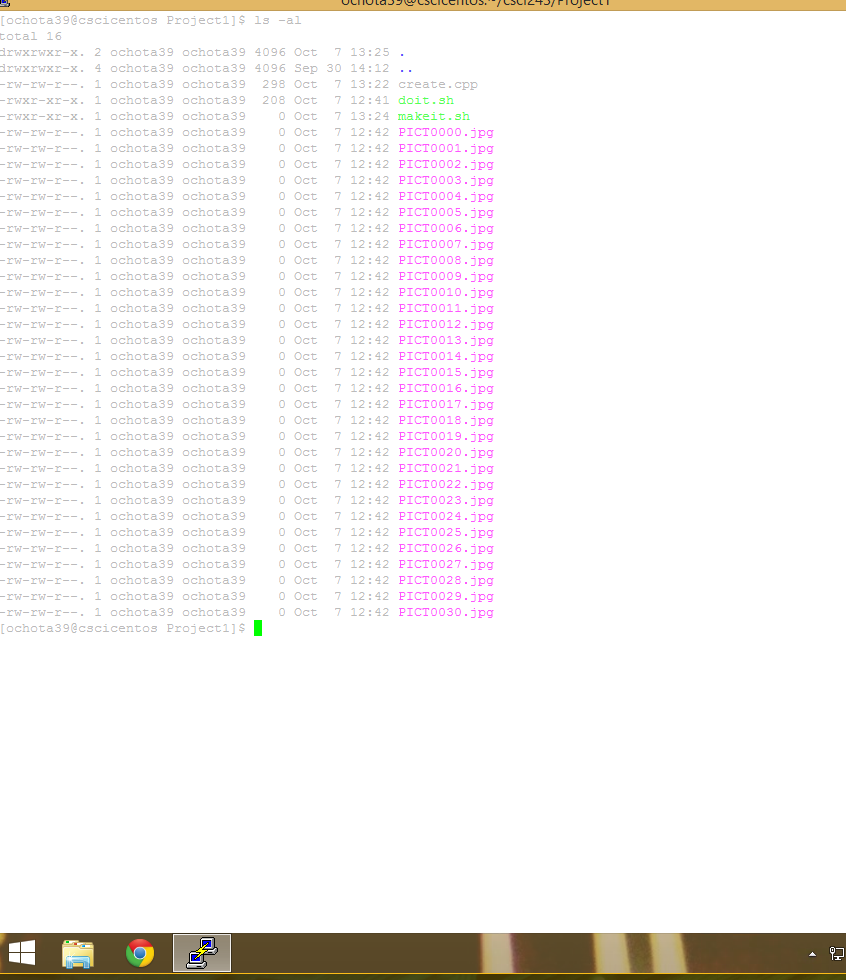 ochota39@cscicentos:~/csci243/Project1
[ochota39@cscicentos Project1]$ ls -al
total 16
drwxrwxr-x. 2 ochota39 ochota39 4096 Oct  7 13:25 .
drwxrwxr-x. 4 ochota39 ochota39 4096 Sep 30 14:12 ..
-rw-rw-r--. 1 ochota39 ochota39  298 Oct  7 13:22 create.cpp
-rwxr-xr-x. 1 ochota39 ochota39  208 Oct  7 12:41 doit.sh
-rwxr-xr-x. 1 ochota39 ochota39    0 Oct  7 13:24 makeit.sh
-rw-rw-r--. 1 ochota39 ochota39    0 Oct  7 12:42 PICT0000.jpg
-rw-rw-r--. 1 ochota39 ochota39    0 Oct  7 12:42 PICT0001.jpg
-rw-rw-r--. 1 ochota39 ochota39    0 Oct  7 12:42 PICT0002.jpg
-rw-rw-r--. 1 ochota39 ochota39    0 Oct  7 12:42 PICT0003.jpg
-rw-rw-r--. 1 ochota39 ochota39    0 Oct  7 12:42 PICT0004.jpg
-rw-rw-r--. 1 ochota39 ochota39    0 Oct  7 12:42 PICT0005.jpg
-rw-rw-r--. 1 ochota39 ochota39    0 Oct  7 12:42 PICT0006.jpg
-rw-rw-r--. 1 ochota39 ochota39    0 Oct  7 12:42 PICT0007.jpg
-rw-rw-r--. 1 ochota39 ochota39    0 Oct  7 12:42 PICT0008.jpg
-rw-rw-r--. 1 ochota39 ochota39    0 Oct  7 12:42 PICT0009.jpg
-rw-rw-r--. 1 ochota39 ochota39    0 Oct  7 12:42 PICT0010.jpg
-rw-rw-r--. 1 ochota39 ochota39    0 Oct  7 12:42 PICT0011.jpg
-rw-rw-r--. 1 ochota39 ochota39    0 Oct  7 12:42 PICT0012.jpg
-rw-rw-r--. 1 ochota39 ochota39    0 Oct  7 12:42 PICT0013.jpg
-rw-rw-r--. 1 ochota39 ochota39    0 Oct  7 12:42 PICT0014.jpg
-rw-rw-r--. 1 ochota39 ochota39    0 Oct  7 12:42 PICT0015.jpg
-rw-rw-r--. 1 ochota39 ochota39    0 Oct  7 12:42 PICT0016.jpg
-rw-rw-r--. 1 ochota39 ochota39    0 Oct  7 12:42 PICT0017.jpg
-rw-rw-r--. 1 ochota39 ochota39    0 Oct  7 12:42 PICT0018.jpg
-rw-rw-r--. 1 ochota39 ochota39    0 Oct  7 12:42 PICT0019.jpg
-rw-rw-r--. 1 ochota39 ochota39    0 Oct  7 12:42 PICT0020.jpg
-rw-rw-r--. 1 ochota39 ochota39    0 Oct  7 12:42 PICT0021.jpg
-rw-rw-r--. 1 ochota39 ochota39    0 Oct  7 12:42 PICT0022.jpg
-rw-rw-r--. 1 ochota39 ochota39    0 Oct  7 12:42 PICT0023.jpg
-rw-rw-r--. 1 ochota39 ochota39    0 Oct  7 12:42 PICT0024.jpg
-rw-rw-r--. 1 ochota39 ochota39    0 Oct  7 12:42 PICT0025.jpg
-rw-rw-r--. 1 ochota39 ochota39    0 Oct  7 12:42 PICT0026.jpg
-rw-rw-r--. 1 ochota39 ochota39    0 Oct  7 12:42 PICT0027.jpg
-rw-rw-r--. 1 ochota39 ochota39    0 Oct  7 12:42 PICT0028.jpg
-rw-rw-r--. 1 ochota39 ochota39    0 Oct  7 12:42 PICT0029.jpg
-rw-rw-r--. 1 ochota39 ochota39    0 Oct  7 12:42 PICT0030.jpg
[ochota39@cscicentos Project1]$